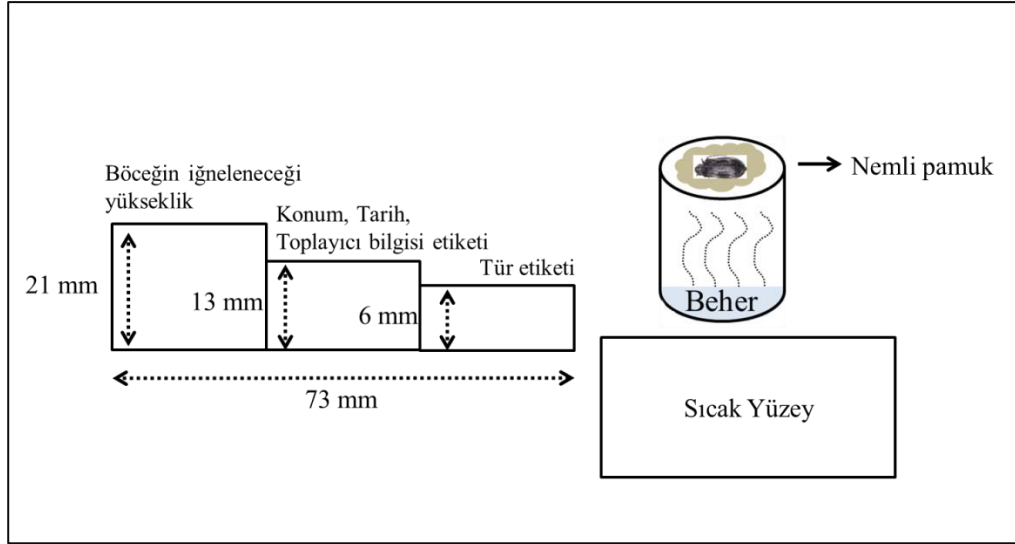 Böceğin iğneleneceği
yükseklik
Konum, Tarih,
Toplayıcı bilgisi etiketi
Tür etiketi
21 mm
13 mm
6 mm
73 mm
Nemli pamuk
Beher
Sıcak Yüzey